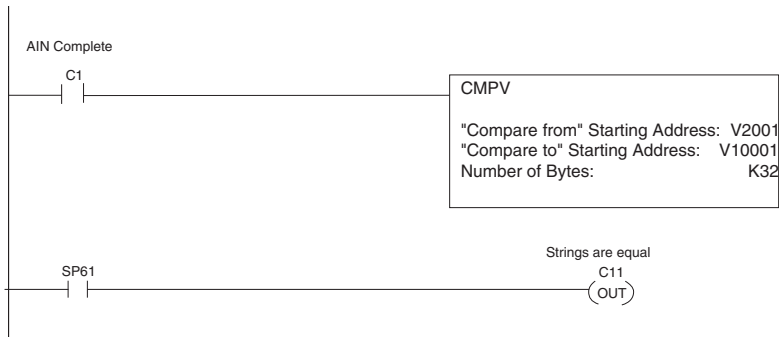 AIN Complete
C1
CMPV
"Compare from" Starting Address: V2001
"Compare to" Starting Address: V10001
Number of Bytes: K32
Strings are equal
SP61
C11
OUT